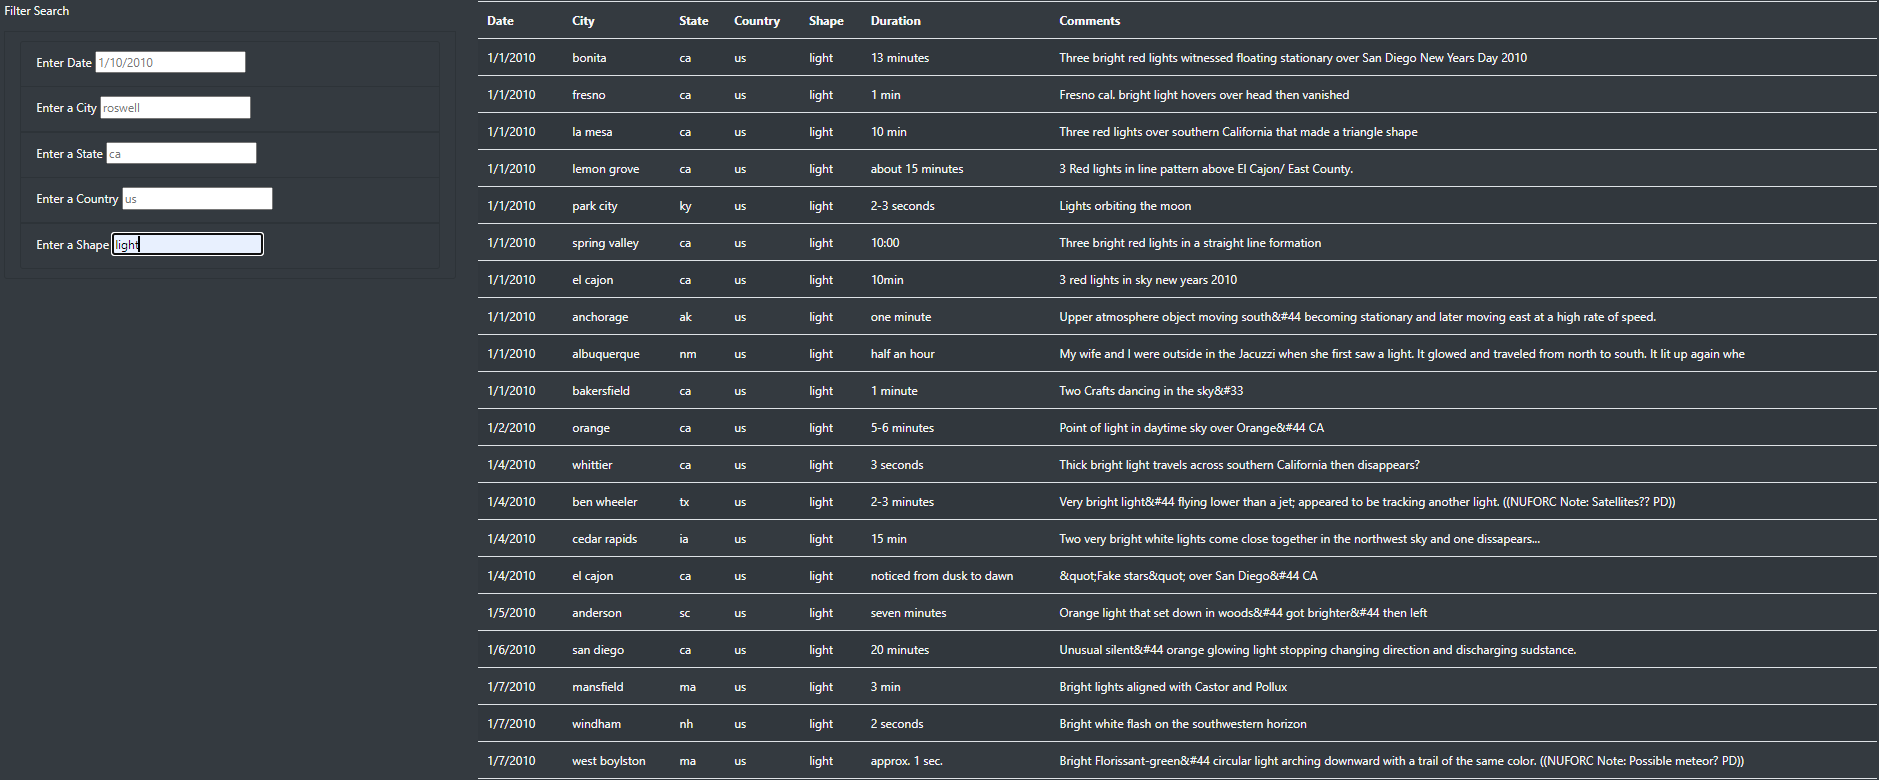 Filter Search
Enter Date 1/10/2010
Enter a City roswell
Enter a State ca
Enter a Country us
Enter a Shape light
Date City State Country Shape Duration Comments
1/1/2010 bonita ca us light 13 minutes Three bright red lights witnessed floating stationary over San Diego New Years Day 2010
1/1/2010 fresno ca us light 1 min Fresno cal. bright light hovers over head then vanished
1/1/2010 la mesa ca us light 10 min Three red lights over southern California that made a triangle shape
1/1/2010 lemon grove ca us light about 15 minutes 3 Red lights in line pattern above El Cajon/ East County.
1/1/2010 park city ky us light 2-3 seconds Lights orbiting the moon
1/1/2010 spring valley ca us light 10:00 Three bright red lights in a straight line formation
1/1/2010 el cajon ca us light 10min 3 red lights in sky new years 2010
1/1/2010 anchorage ak us light one minute Upper atmosphere object moving south&#44 becoming stationary and later moving east at a high rate of speed.
1/1/2010 albuquerque nm us light half an hour My wife and I were outside in the Jacuzzi when she first saw a light. It glowed and traveled from north to south. It lit up again whe
1/1/2010 bakersfield ca us light 1 minute Two Crafts dancing in the sky&#33
1/2/2010 orange ca us light 5-6 minutes Point of light in daytime sky over Orange&#44 CA
1/4/2010 whittier ca us light 3 seconds Thick bright light travels across southern California then disappears?
1/4/2010 ben wheeler tx us light 2-3 minutes Very bright light&#44 flying lower than a jet; appeared to be tracking another light. ((NUFORC Note: Satellites?? PD))
1/4/2010 cedar rapids ia us light 15 min Two very bright white lights come close together in the northwest sky and one dissapears...
1/4/2010 el cajon ca us light noticed from dusk to dawn &quot;Fake stars&quot; over San Diego&#44 CA
1/5/2010 anderson sc us light seven minutes Orange light that set down in woods&#44 got brighter&#44 then left
1/6/2010 san diego ca us light 20 minutes Unusual silent&#44 orange glowing light stopping changing direction and discharging sudstance.
1/7/2010 mansfield ma us light 3 min Bright lights aligned with Castor and Pollux
1/7/2010 windham nh us light 2 seconds Bright white flash on the southwestern horizon
1/7/2010 west boylston ma us light approx. 1 sec. Bright Florissant-green&#44 circular light arching downward with a trail of the same color. ((NUFORC Note: Possible meteor? PD))